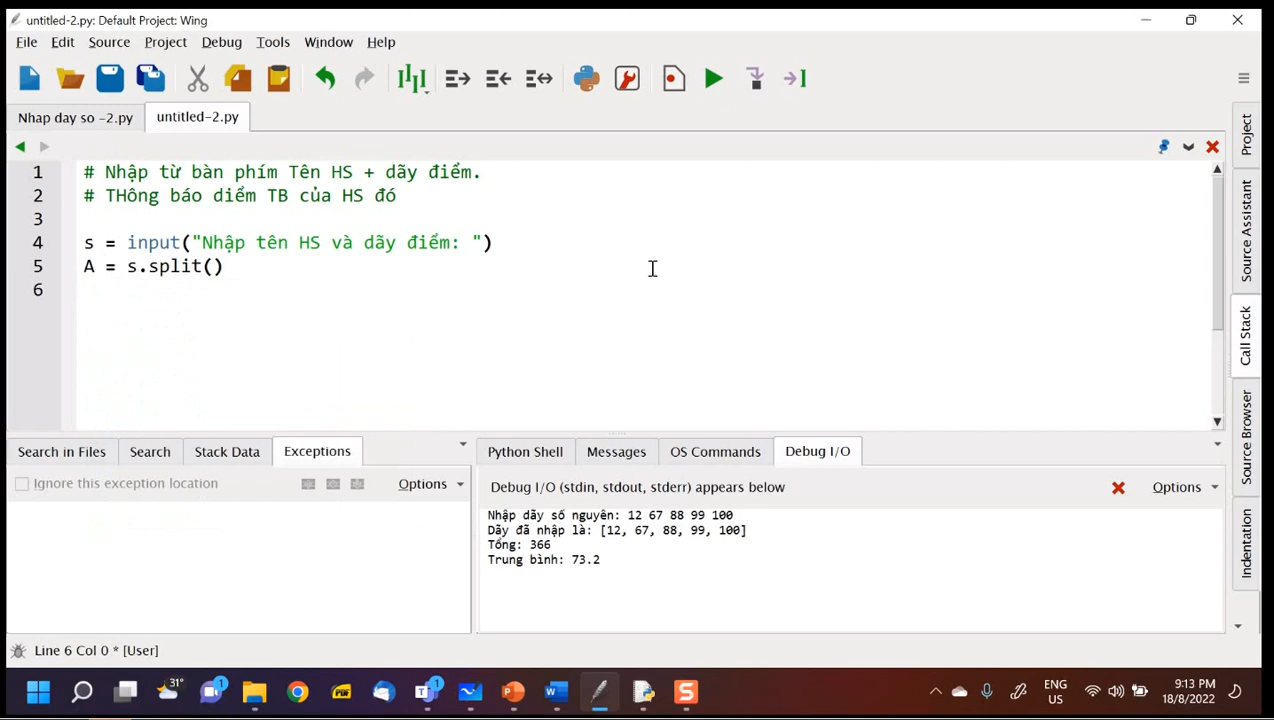 untitled-2.py: Default Project: Wing
File Edit Source Project Debug Tools Window Help
Nhap day so -2.py untitled-2.py
1 # Nhập từ bàn phím Tên HS + dãy điểm.
2 # THông báo diểm TB của HS đó
3
4 s = input("Nhập tên HS và dãy điểm: ")
5 A = s.split()
6
Project
Source Assistant
Call Stack
Source Browser
Indentation
Search in Files Search Stack Data Exceptions
Ignore this exception location Options
Python Shell Messages OS Commands Debug I/O
Debug I/O (stdin, stdout, stderr) appears below Options
Nhập dãy số nguyên: 12 67 88 99 100
Dãy đã nhập là: [12, 67, 88, 99, 100]
Tổng: 366
Trung bình: 73.2
Line 6 Col 0 * [User]
31°
1
PDF
1
ENG
US
9:13 PM
18/8/2022